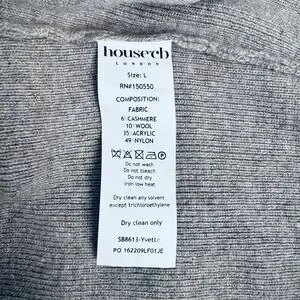 house cb
LONDON
Size: L
RN#150550
COMPOSITION:
FABRIC
6% CASHMERE
10% WOOL
35% ACRYLIC
49% NYLON
Do not wash
Do not bleach
Do not dry
Iron low heat
Dry clean any solvent
except trichloroethylene
Dry clean only
SB8613-Yvette
PO 162209LF01JE